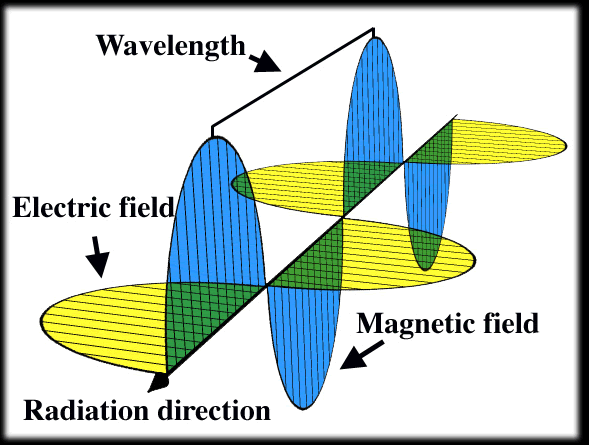 Wavelength
Electric field
Magnetic field
Radiation direction